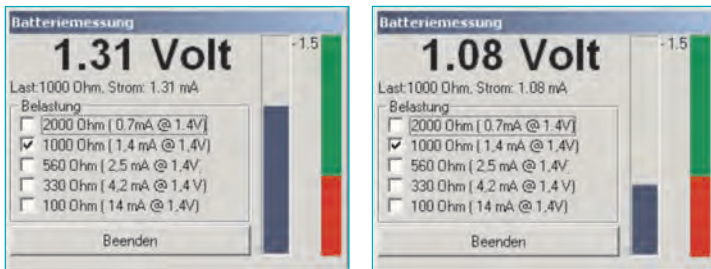 Batteriemessung
1.31 Volt
-1.5
Last:1000 Ohm, Strom: 1.31 mA
Belastung
2000 Ohm ( 0.7mA @ 1.4V)
1000 Ohm ( 1,4 mA @ 1,4V)
560 Ohm ( 2,5 mA @ 1,4V,
330 Ohm ( 4,2 mA @ 1,4 V)
100 Ohm ( 14 mA @ 1,4V)
Beenden
Batteriemessung
1.08 Volt
-1.5
Last:1000 Ohm, Strom: 1.08 mA
Belastung
2000 Ohm ( 0.7mA @ 1.4V)
1000 Ohm ( 1,4 mA @ 1,4V)
560 Ohm ( 2,5 mA @ 1,4V,
330 Ohm ( 4,2 mA @ 1,4 V)
100 Ohm ( 14 mA @ 1,4V)
Beenden